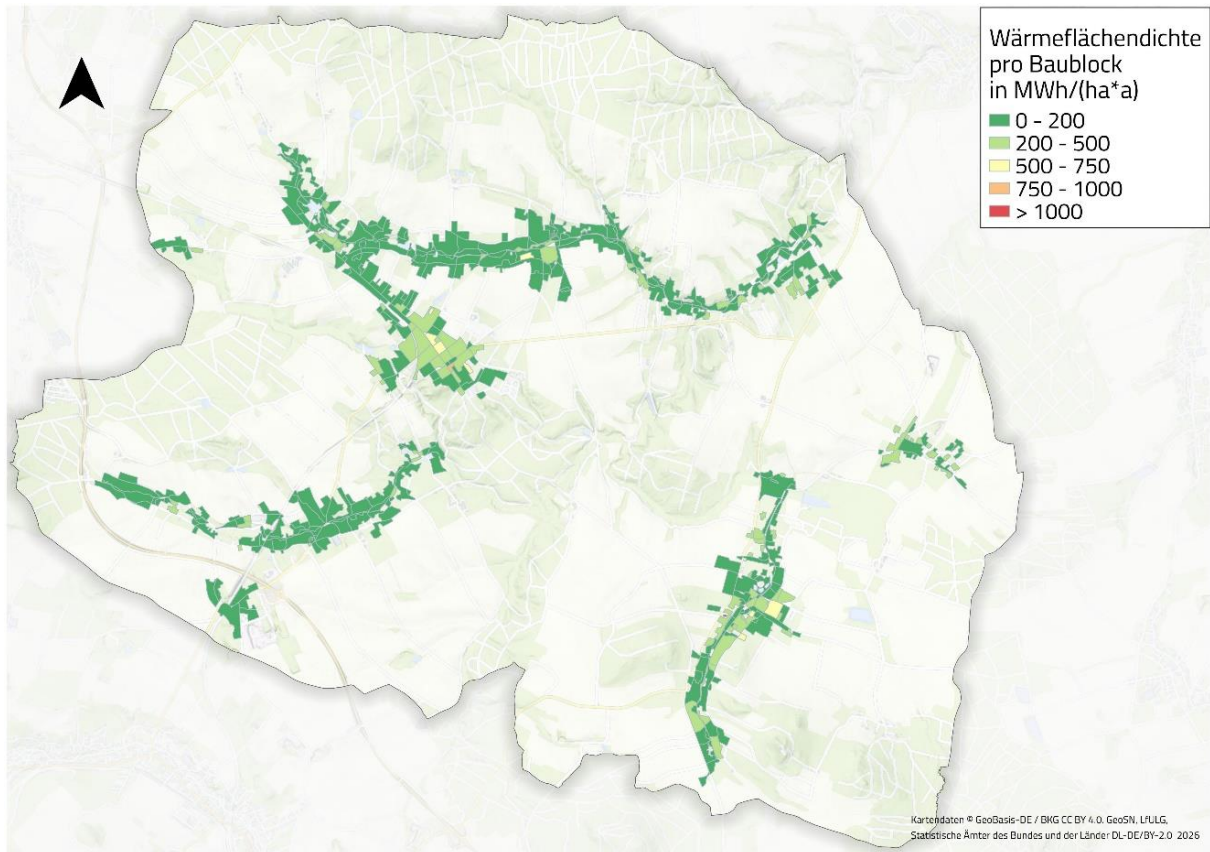 Wärmeflächendichte
pro Baublock
in MWh/(ha*a)
0 - 200
200 - 500
500 - 750
750 - 1000
> 1000
Kartendaten © GeoBasis-DE / BKG CC BY 4.0, GeoSN, LfULG,
Statistische Ämter des Bundes und der Länder DL-DE/BY-2.0 2026